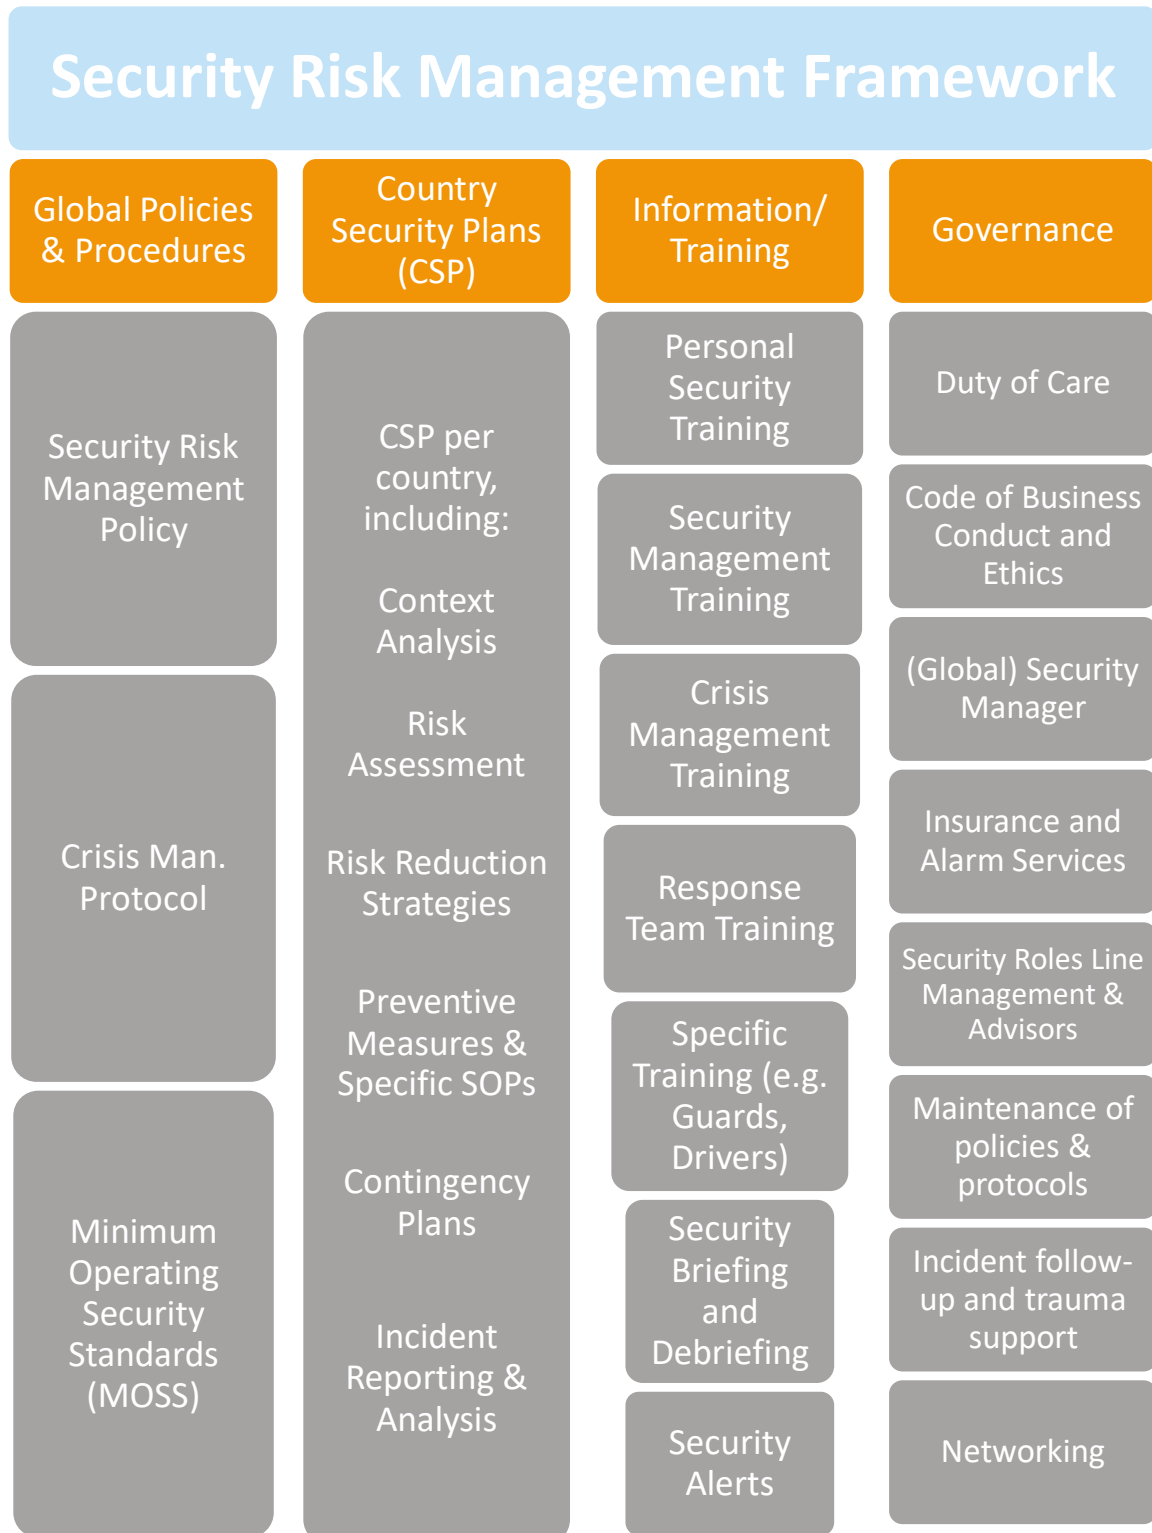 Security Risk Management Framework
Global Policies
& Procedures
Country
Security Plans
(CSP)
Information/
Training
Governance
Security Risk
Management
Policy
Crisis Man.
Protocol
Minimum
Operating
Security
Standards
(MOSS)
CSP per
country,
including:
Context
Analysis
Risk
Assessment
Risk Reduction
Strategies
Preventive
Measures &
Specific SOPs
Contingency
Plans
Incident
Reporting &
Analysis
Personal
Security
Training
Security
Management
Training
Crisis
Management
Training
Response
Team Training
Specific
Training (e.g.
Guards,
Drivers)
Security
Briefing
and
Debriefing
Security
Alerts
Duty of Care
Code of Business
Conduct and
Ethics
(Global) Security
Manager
Insurance and
Alarm Services
Security Roles Line
Management &
Advisors
Maintenance of
policies &
protocols
Incident follow-
up and trauma
support
Networking